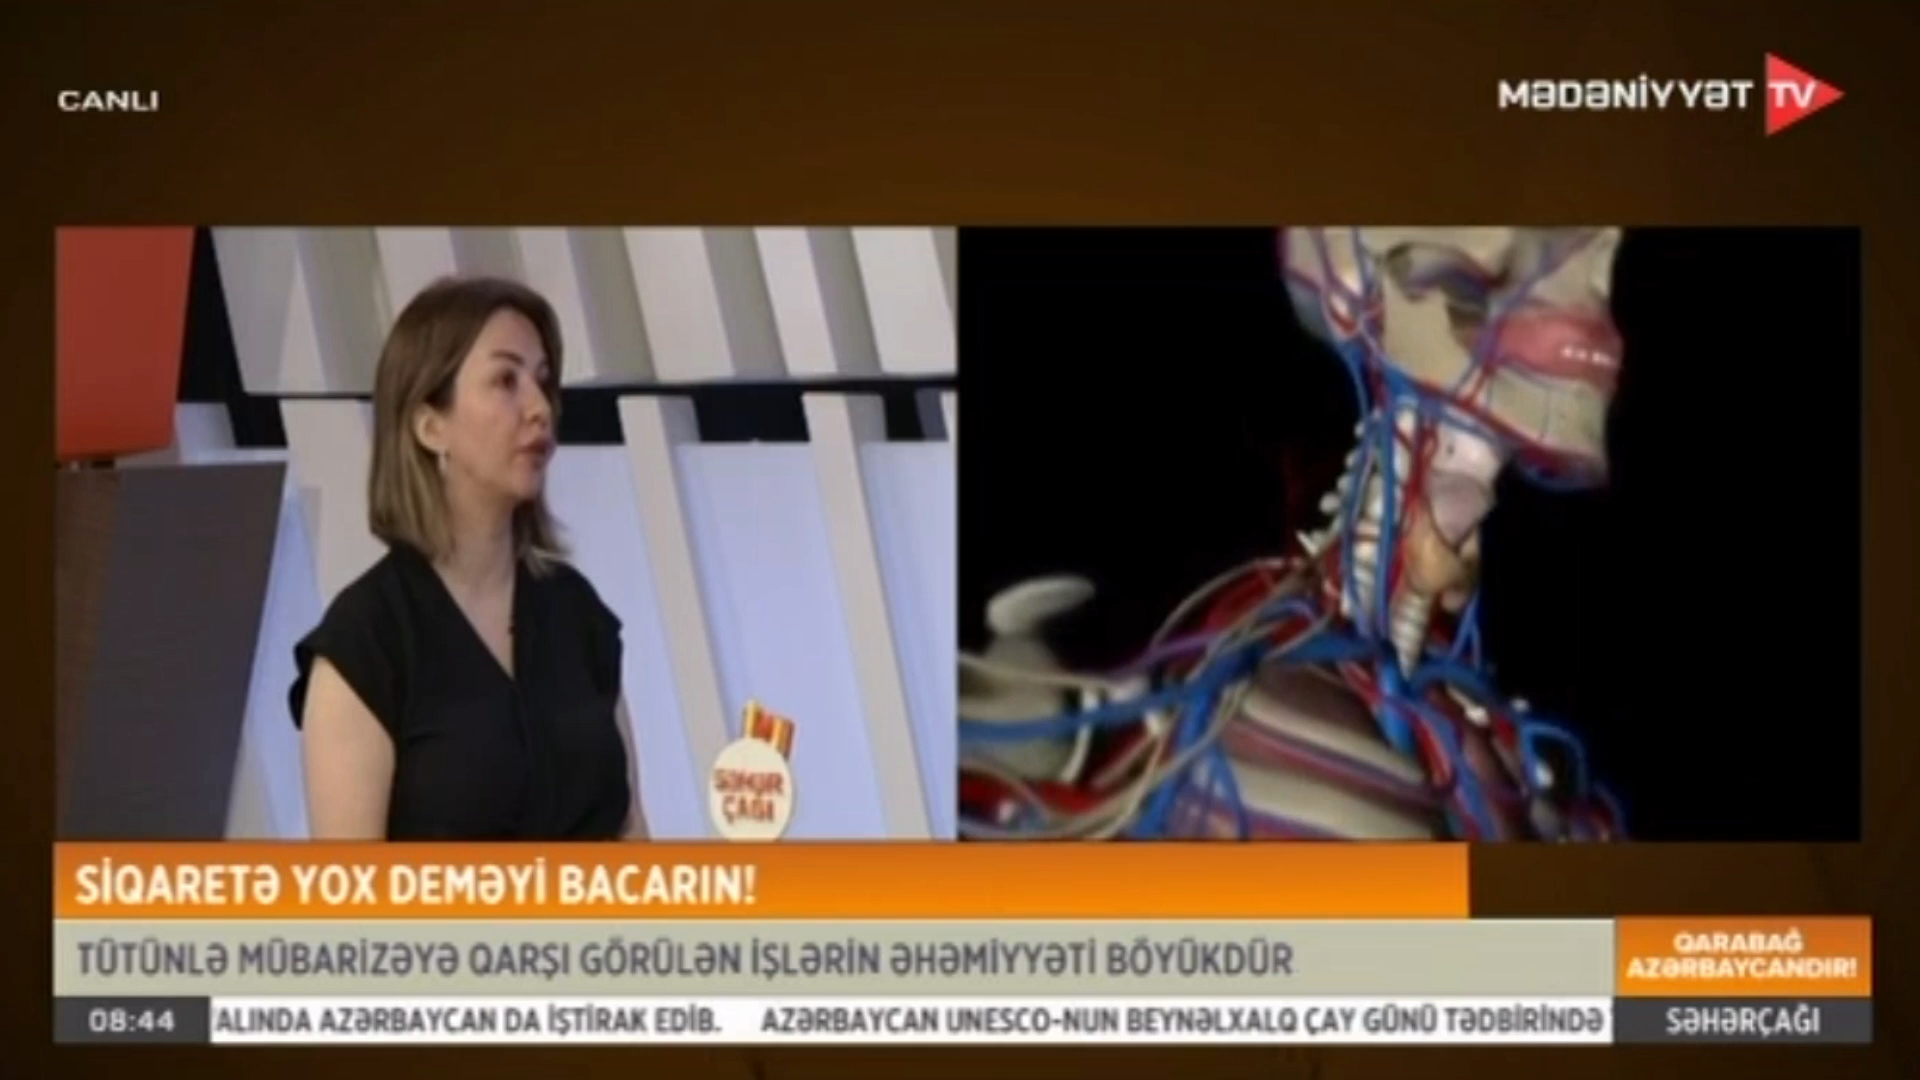 CANLI
MƏDƏNİYYƏT TV
SƏHƏR
ÇAĞI
SİQARETƏ YOX DEMƏYİ BACARIN!
TÜTÜNLƏ MÜBARİZƏYƏ QARŞI GÖRÜLƏN İŞLƏRİN ƏHƏMİYYƏTİ BÖYÜKDÜR
QARABAĞ
AZƏRBAYCANDIR!
08:44 ALINDA AZƏRBAYCAN DA İŞTİRAK EDİB. AZƏRBAYCAN UNESCO-NUN BEYNƏLXALQ ÇAY GÜNÜ TƏDBİRİNDƏ
SƏHƏRÇAĞI